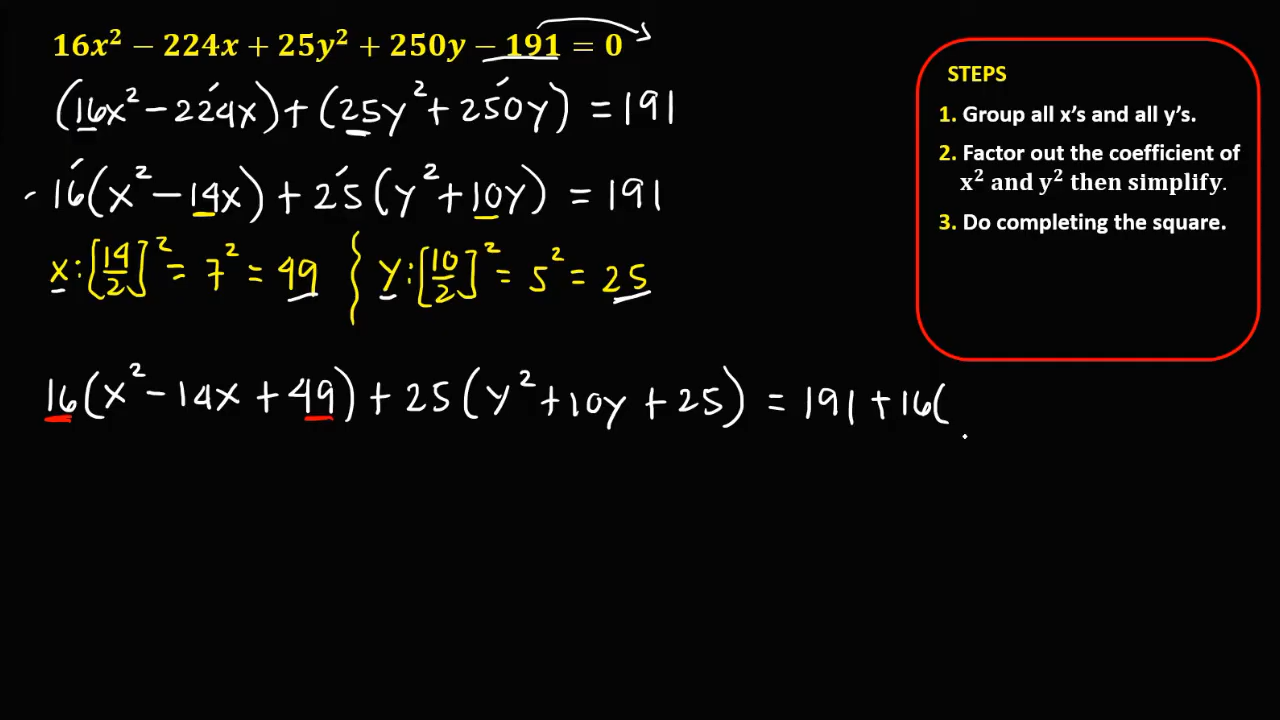 16x² − 224x + 25y² + 250y − 191 = 0
(16x² − 224x) + (25y² + 250y) = 191
16(x² − 14x) + 25(y² + 10y) = 191
x: [14/2]² = 7² = 49 { y: [10/2]² = 5² = 25
16(x² − 14x + 49) + 25(y² + 10y + 25) = 191 + 16(
STEPS
1. Group all x's and all y's.
2. Factor out the coefficient of
x² and y² then simplify.
3. Do completing the square.